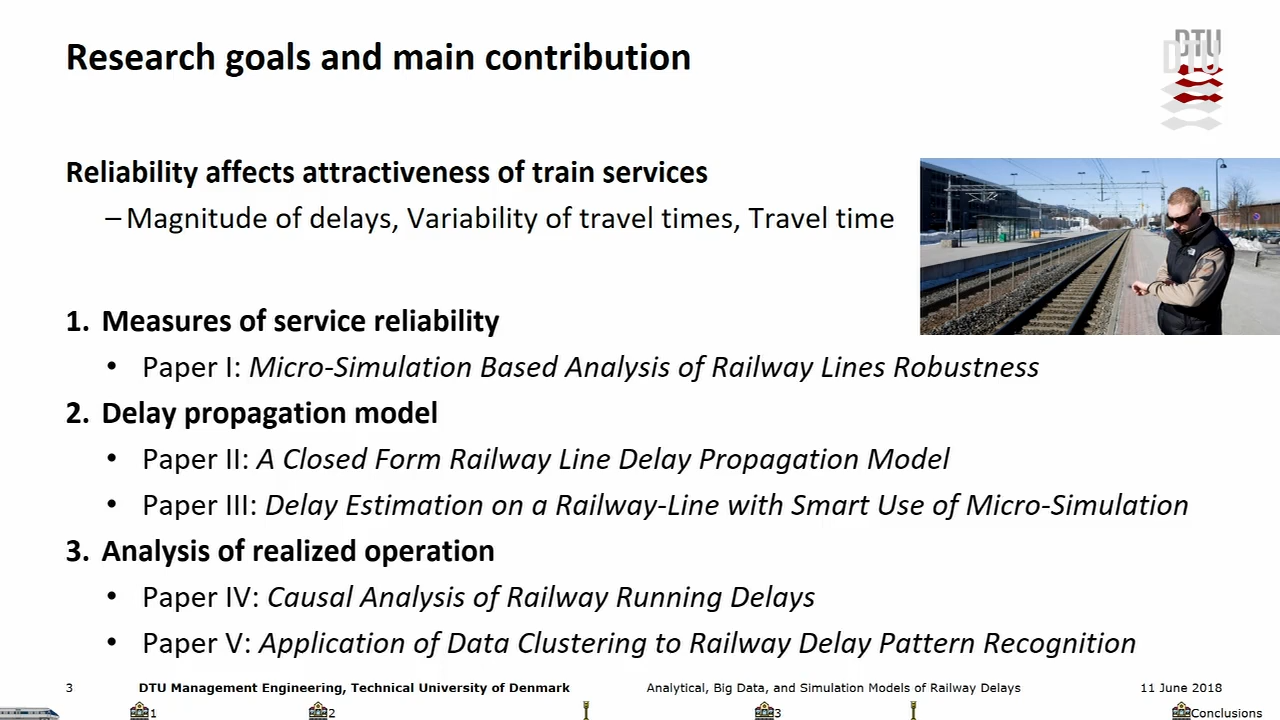 Research goals and main contribution
DTU
DTU
Reliability affects attractiveness of train services
– Magnitude of delays, Variability of travel times, Travel time
1. Measures of service reliability
• Paper I: Micro-Simulation Based Analysis of Railway Lines Robustness
2. Delay propagation model
• Paper II: A Closed Form Railway Line Delay Propagation Model
• Paper III: Delay Estimation on a Railway-Line with Smart Use of Micro-Simulation
3. Analysis of realized operation
• Paper IV: Causal Analysis of Railway Running Delays
• Paper V: Application of Data Clustering to Railway Delay Pattern Recognition
3 DTU Management Engineering, Technical University of Denmark Analytical, Big Data, and Simulation Models of Railway Delays 11 June 2018
1 2 3 Conclusions